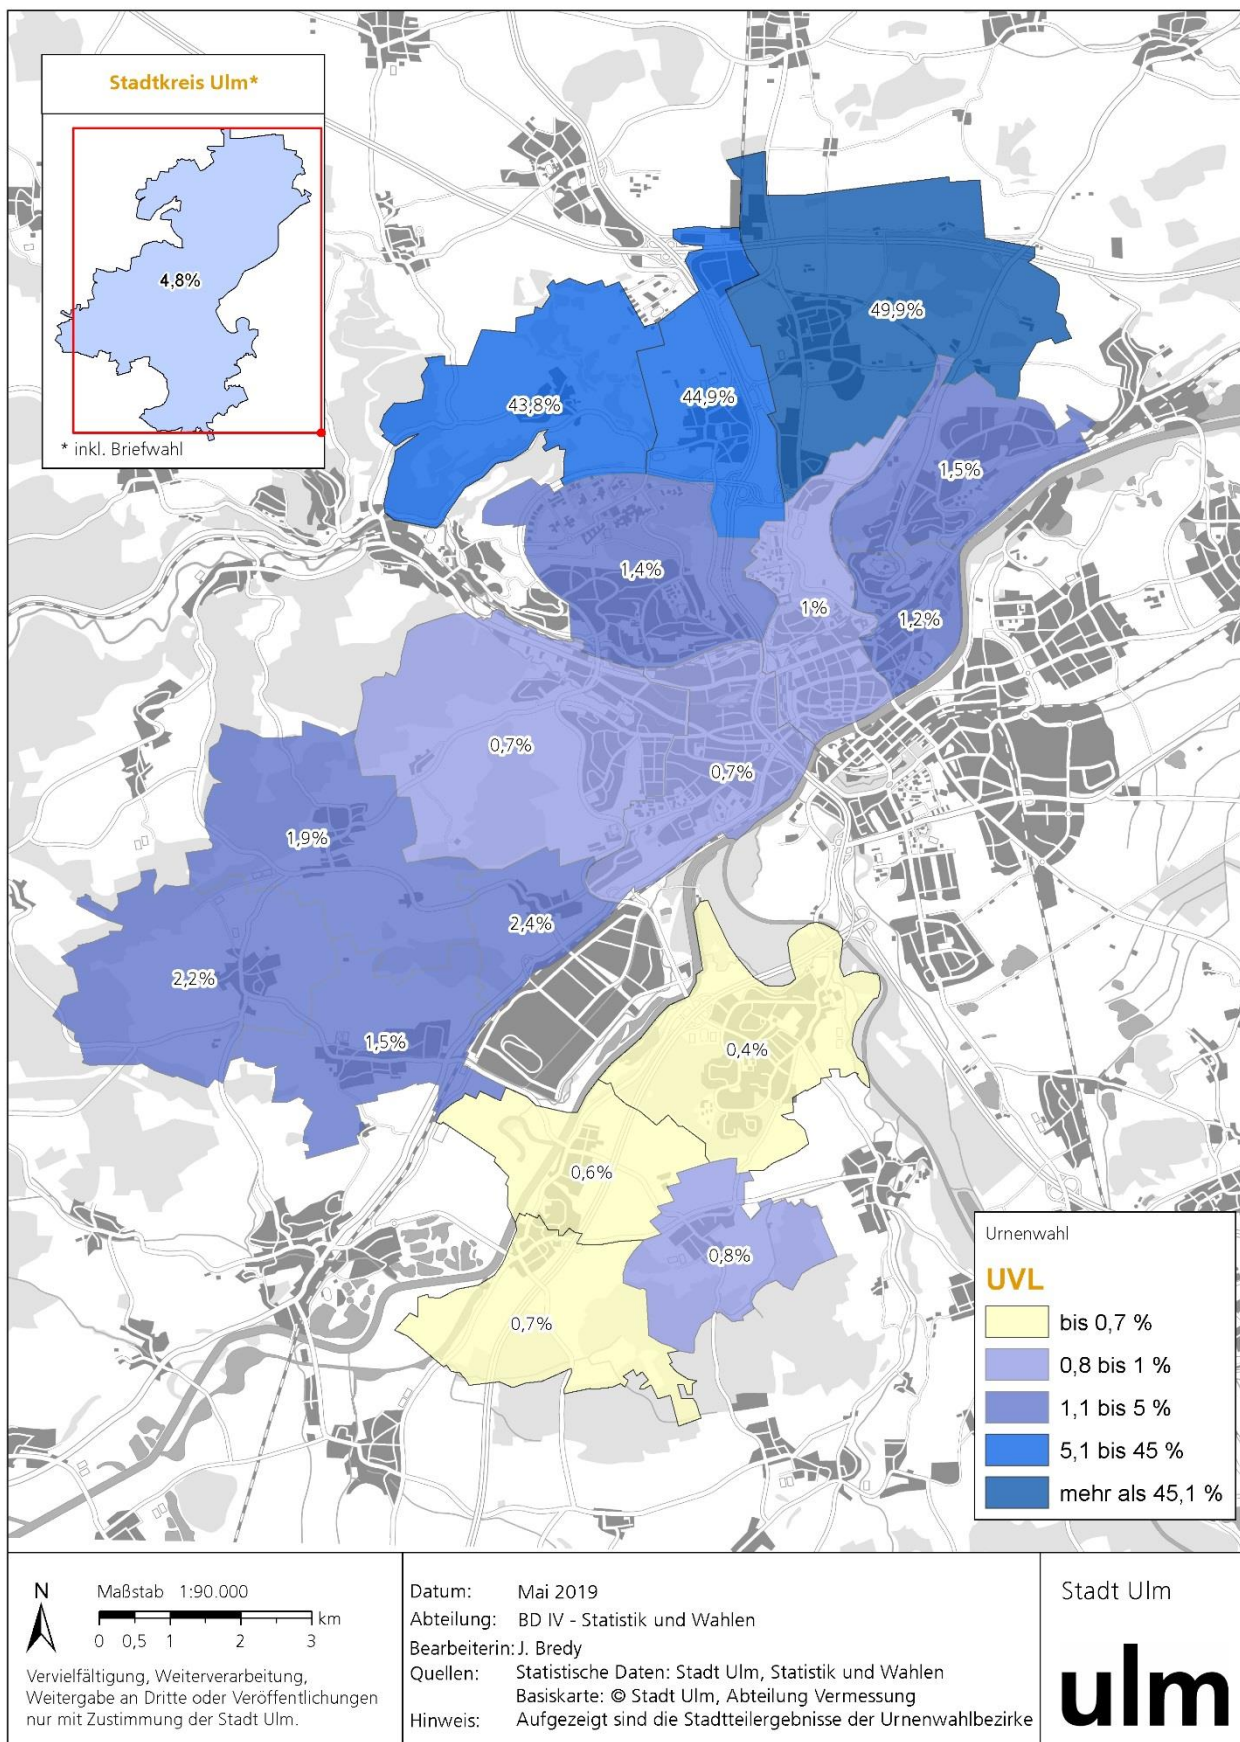 Stadtkreis Ulm*
4,8%
* inkl. Briefwahl
49,9%
43,8%
44,9%
1,5%
1,4%
1%
1,2%
0,7%
0,7%
1,9%
2,4%
2,2%
1,5%
0,4%
0,6%
0,8%
0,7%
Urnenwahl
UVL
bis 0,7 %
0,8 bis 1 %
1,1 bis 5 %
5,1 bis 45 %
mehr als 45,1 %
N
Maßstab 1:90.000
km
0 0,5 1 2 3
Vervielfältigung, Weiterverarbeitung,
Weitergabe an Dritte oder Veröffentlichungen
nur mit Zustimmung der Stadt Ulm.
Datum: Mai 2019
Abteilung: BD IV - Statistik und Wahlen
Bearbeiterin: J. Bredy
Quellen: Statistische Daten: Stadt Ulm, Statistik und Wahlen
Basiskarte: © Stadt Ulm, Abteilung Vermessung
Hinweis: Aufgezeigt sind die Stadtteilergebnisse der Urnenwahlbezirke
Stadt Ulm
ulm